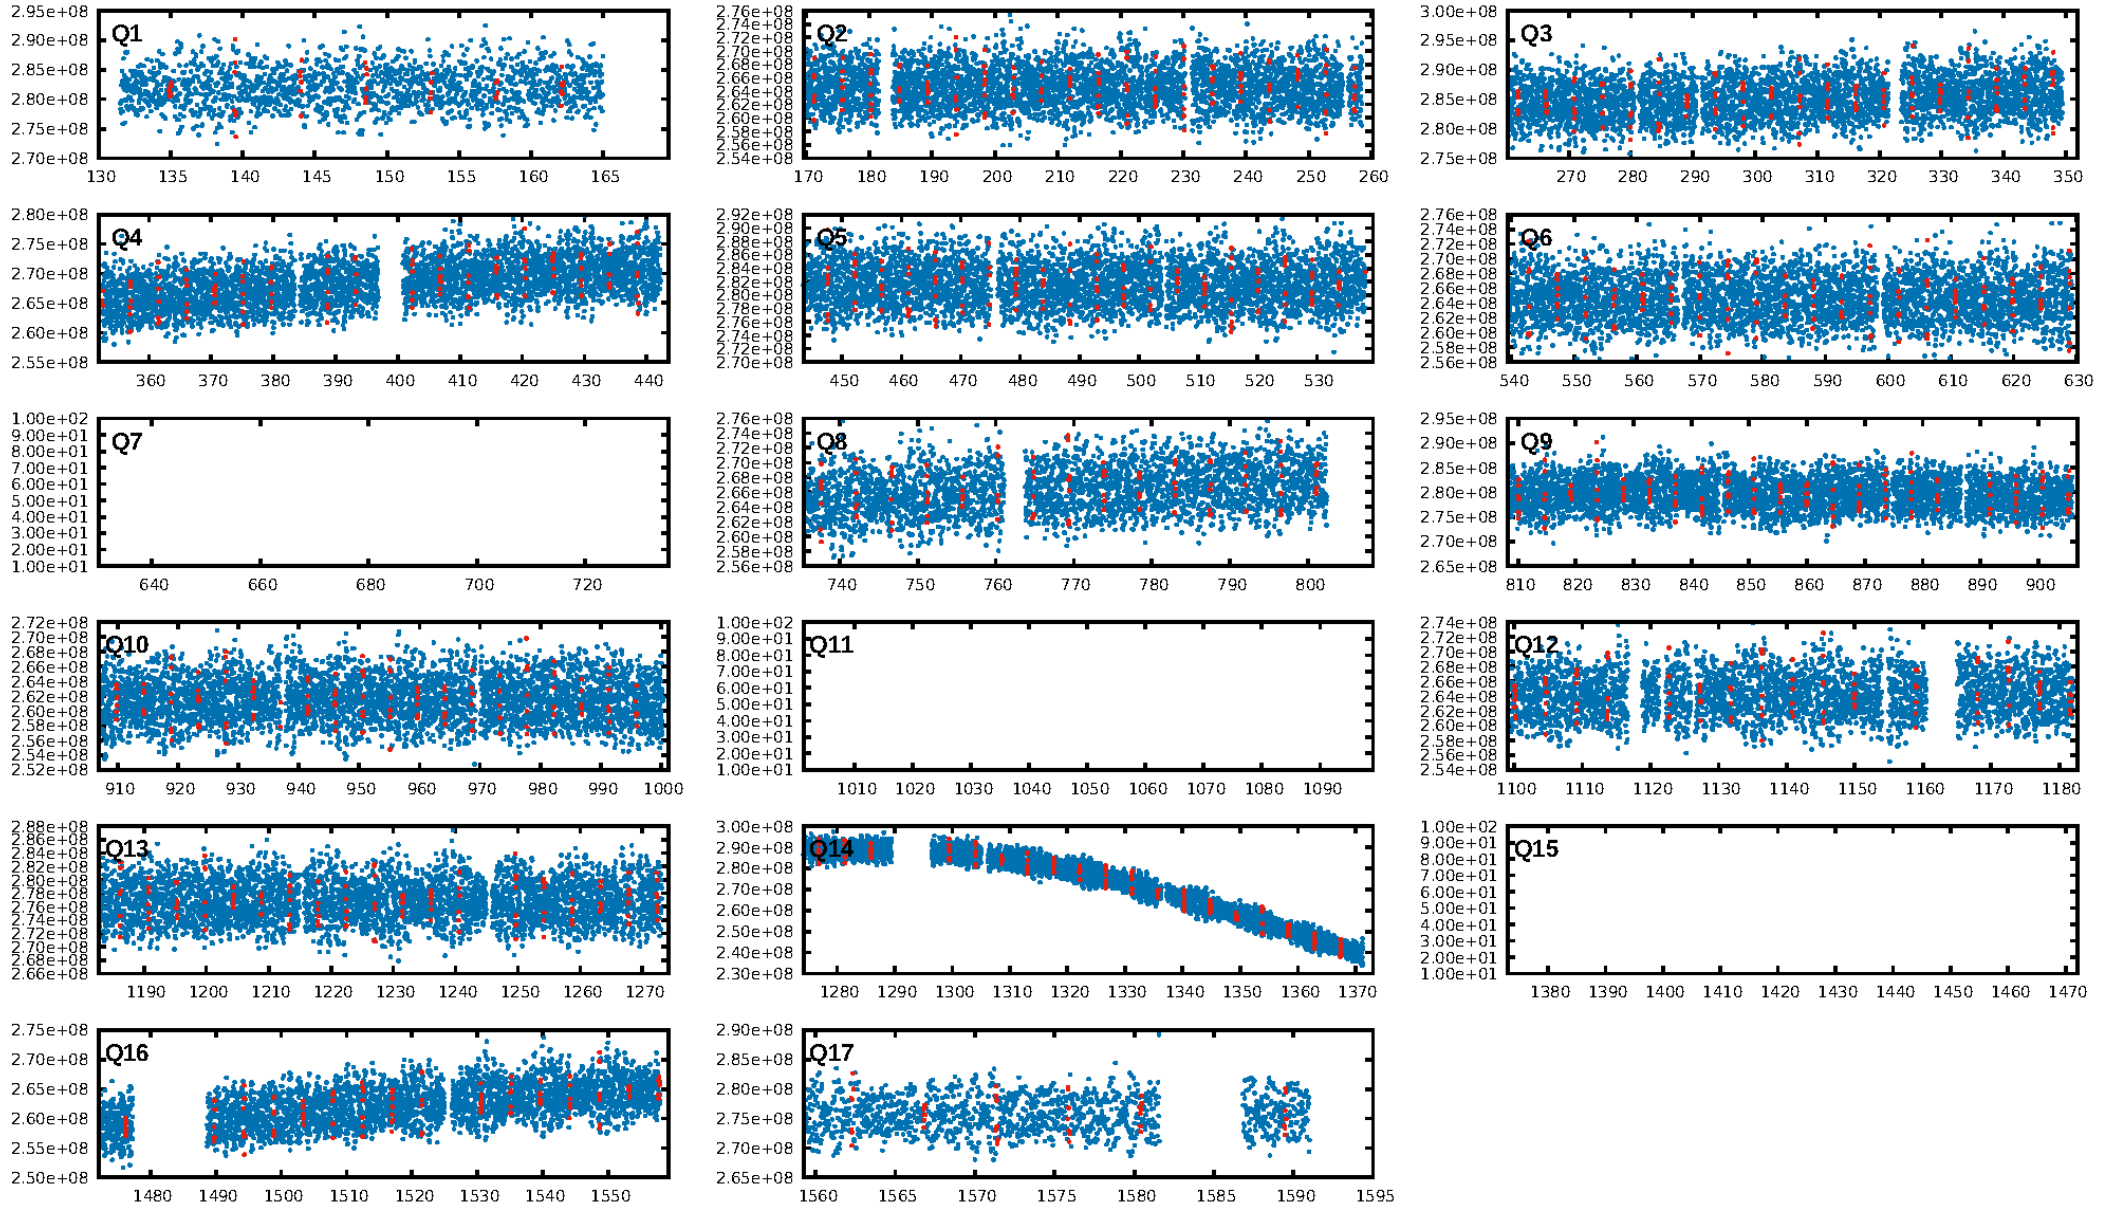 Q1
2.95e+08
2.90e+08
2.85e+08
2.80e+08
2.75e+08
2.70e+08
130 135 140 145 150 155 160 165
Q2
2.76e+08
2.74e+08
2.72e+08
2.70e+08
2.68e+08
2.66e+08
2.64e+08
2.62e+08
2.60e+08
2.58e+08
2.56e+08
2.54e+08
170 180 190 200 210 220 230 240 250 260
Q3
3.00e+08
2.95e+08
2.90e+08
2.85e+08
2.80e+08
2.75e+08
270 280 290 300 310 320 330 340 350
Q4
2.80e+08
2.75e+08
2.70e+08
2.65e+08
2.60e+08
2.55e+08
360 370 380 390 400 410 420 430 440
Q5
2.92e+08
2.90e+08
2.88e+08
2.86e+08
2.84e+08
2.82e+08
2.80e+08
2.78e+08
2.76e+08
2.74e+08
2.72e+08
2.70e+08
450 460 470 480 490 500 510 520 530
Q6
2.76e+08
2.74e+08
2.72e+08
2.70e+08
2.68e+08
2.66e+08
2.64e+08
2.62e+08
2.60e+08
2.58e+08
2.56e+08
540 550 560 570 580 590 600 610 620 630
Q7
1.00e+02
9.00e+01
8.00e+01
7.00e+01
6.00e+01
5.00e+01
4.00e+01
3.00e+01
2.00e+01
1.00e+01
640 660 680 700 720
Q8
2.76e+08
2.74e+08
2.72e+08
2.70e+08
2.68e+08
2.66e+08
2.64e+08
2.62e+08
2.60e+08
2.58e+08
2.56e+08
740 750 760 770 780 790 800
Q9
2.95e+08
2.90e+08
2.85e+08
2.80e+08
2.75e+08
2.70e+08
2.65e+08
810 820 830 840 850 860 870 880 890 900
Q10
2.72e+08
2.70e+08
2.68e+08
2.66e+08
2.64e+08
2.62e+08
2.60e+08
2.58e+08
2.56e+08
2.54e+08
2.52e+08
910 920 930 940 950 960 970 980 990 1000
Q11
1.00e+02
9.00e+01
8.00e+01
7.00e+01
6.00e+01
5.00e+01
4.00e+01
3.00e+01
2.00e+01
1.00e+01
1010 1020 1030 1040 1050 1060 1070 1080 1090
Q12
2.74e+08
2.72e+08
2.70e+08
2.68e+08
2.66e+08
2.64e+08
2.62e+08
2.60e+08
2.58e+08
2.56e+08
2.54e+08
1100 1110 1120 1130 1140 1150 1160 1170 1180
Q13
2.88e+08
2.86e+08
2.84e+08
2.82e+08
2.80e+08
2.78e+08
2.76e+08
2.74e+08
2.72e+08
2.70e+08
2.68e+08
2.66e+08
1190 1200 1210 1220 1230 1240 1250 1260 1270
Q14
3.00e+08
2.90e+08
2.80e+08
2.70e+08
2.60e+08
2.50e+08
2.40e+08
2.30e+08
1280 1290 1300 1310 1320 1330 1340 1350 1360 1370
Q15
1.00e+02
9.00e+01
8.00e+01
7.00e+01
6.00e+01
5.00e+01
4.00e+01
3.00e+01
2.00e+01
1.00e+01
1380 1390 1400 1410 1420 1430 1440 1450 1460 1470
Q16
2.75e+08
2.70e+08
2.65e+08
2.60e+08
2.55e+08
2.50e+08
1480 1490 1500 1510 1520 1530 1540 1550
Q17
2.90e+08
2.85e+08
2.80e+08
2.75e+08
2.70e+08
2.65e+08
1560 1565 1570 1575 1580 1585 1590 1595